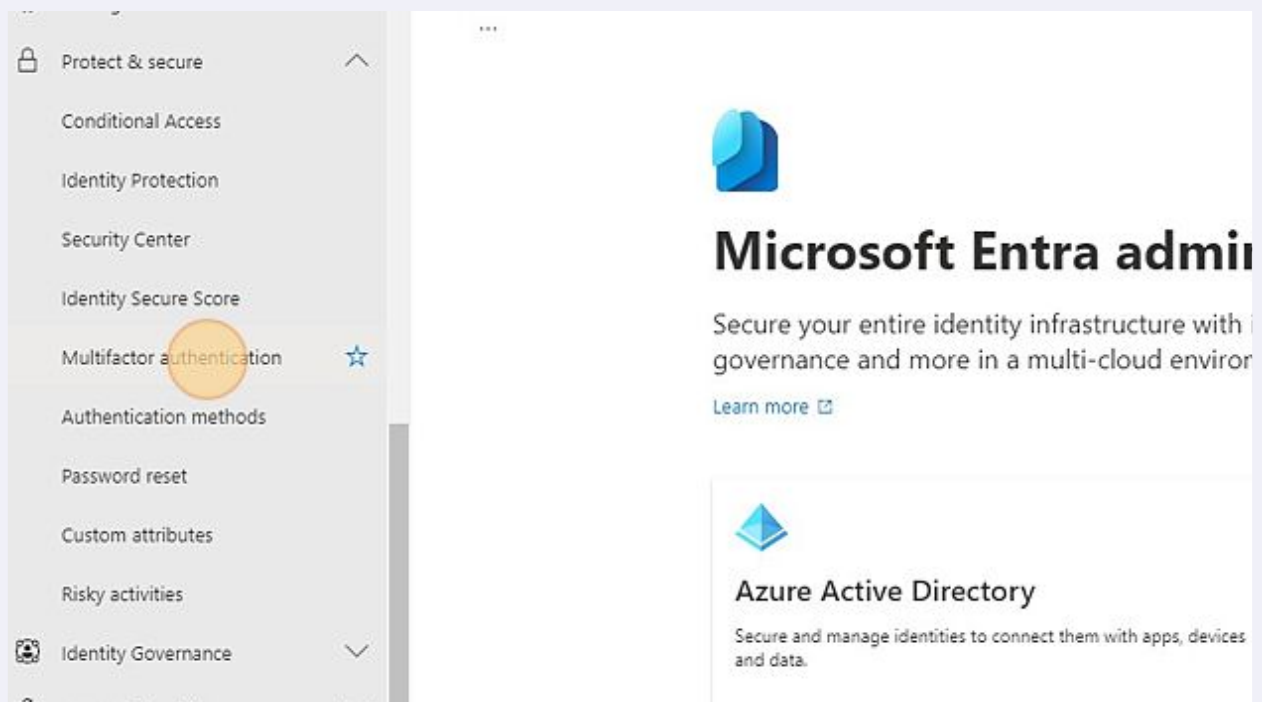 ...
Protect & secure
Conditional Access
Identity Protection
Security Center
Identity Secure Score
Multifactor authentication
Authentication methods
Password reset
Custom attributes
Risky activities
Identity Governance
Microsoft Entra admi
Secure your entire identity infrastructure with
governance and more in a multi-cloud enviror
Learn more
Azure Active Directory
Secure and manage identities to connect them with apps, devices
and data.